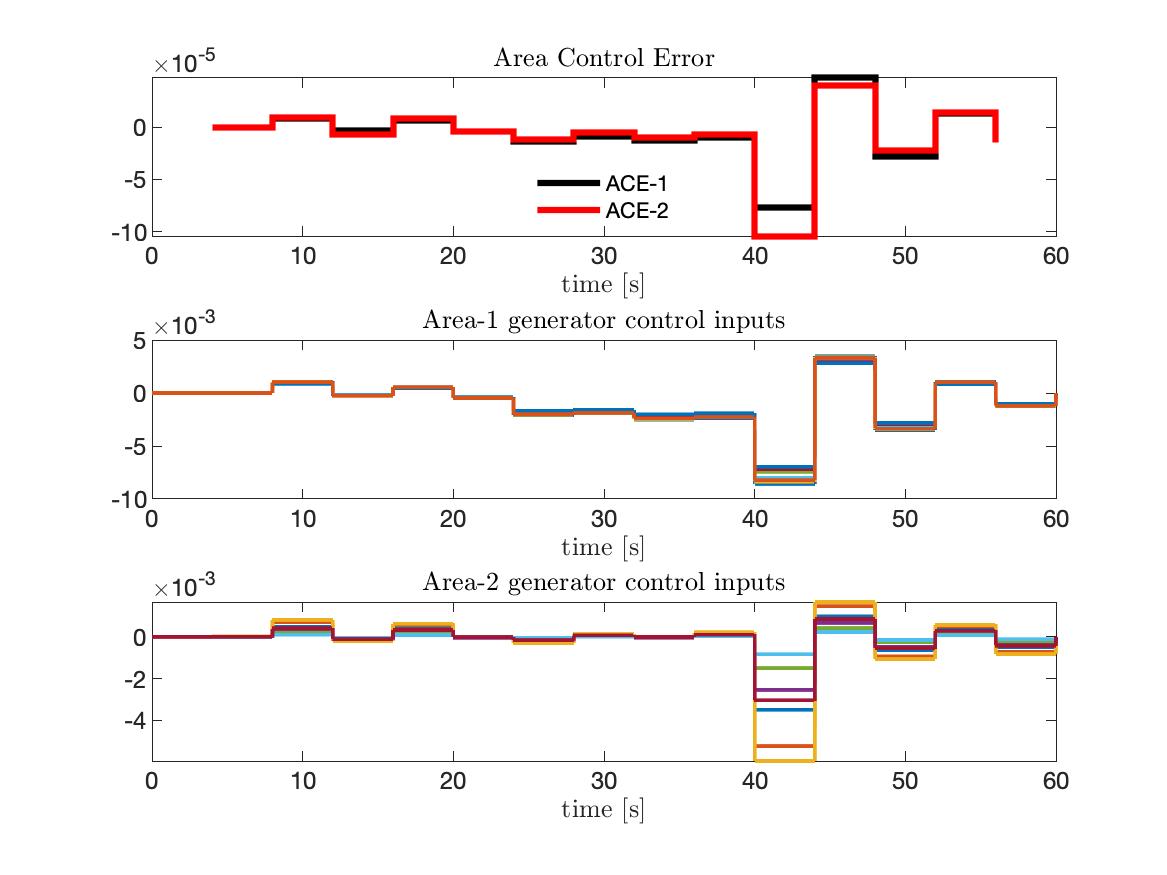 Area Control Error
×10-5
0
-5
-10
ACE-1
ACE-2
0 10 20 30 40 50 60
time [s]
Area-1 generator control inputs
×10-3
5
0
-5
-10
0 10 20 30 40 50 60
time [s]
Area-2 generator control inputs
×10-3
0
-2
-4
0 10 20 30 40 50 60
time [s]